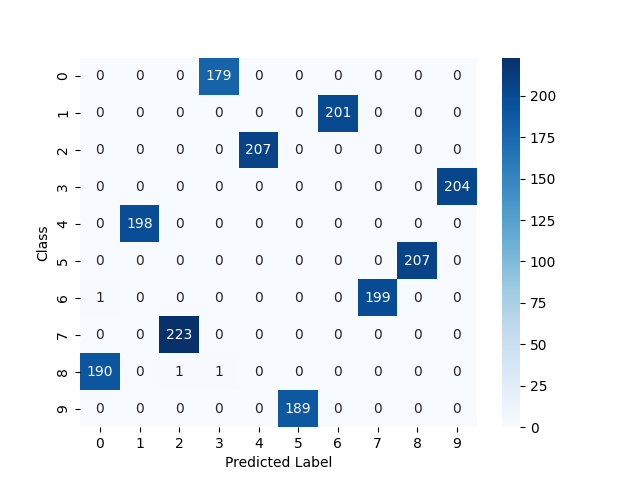 0 0 0 0 179 0 0 0 0 0 0
1 0 0 0 0 0 0 201 0 0 0
2 0 0 0 0 207 0 0 0 0 0
3 0 0 0 0 0 0 0 0 0 204
4 0 198 0 0 0 0 0 0 0 0
5 0 0 0 0 0 0 0 0 207 0
6 1 0 0 0 0 0 0 199 0 0
7 0 0 223 0 0 0 0 0 0 0
8 190 0 1 1 0 0 0 0 0 0
9 0 0 0 0 0 189 0 0 0 0
0 1 2 3 4 5 6 7 8 9
Predicted Label
Class
200
175
150
125
100
75
50
25
0